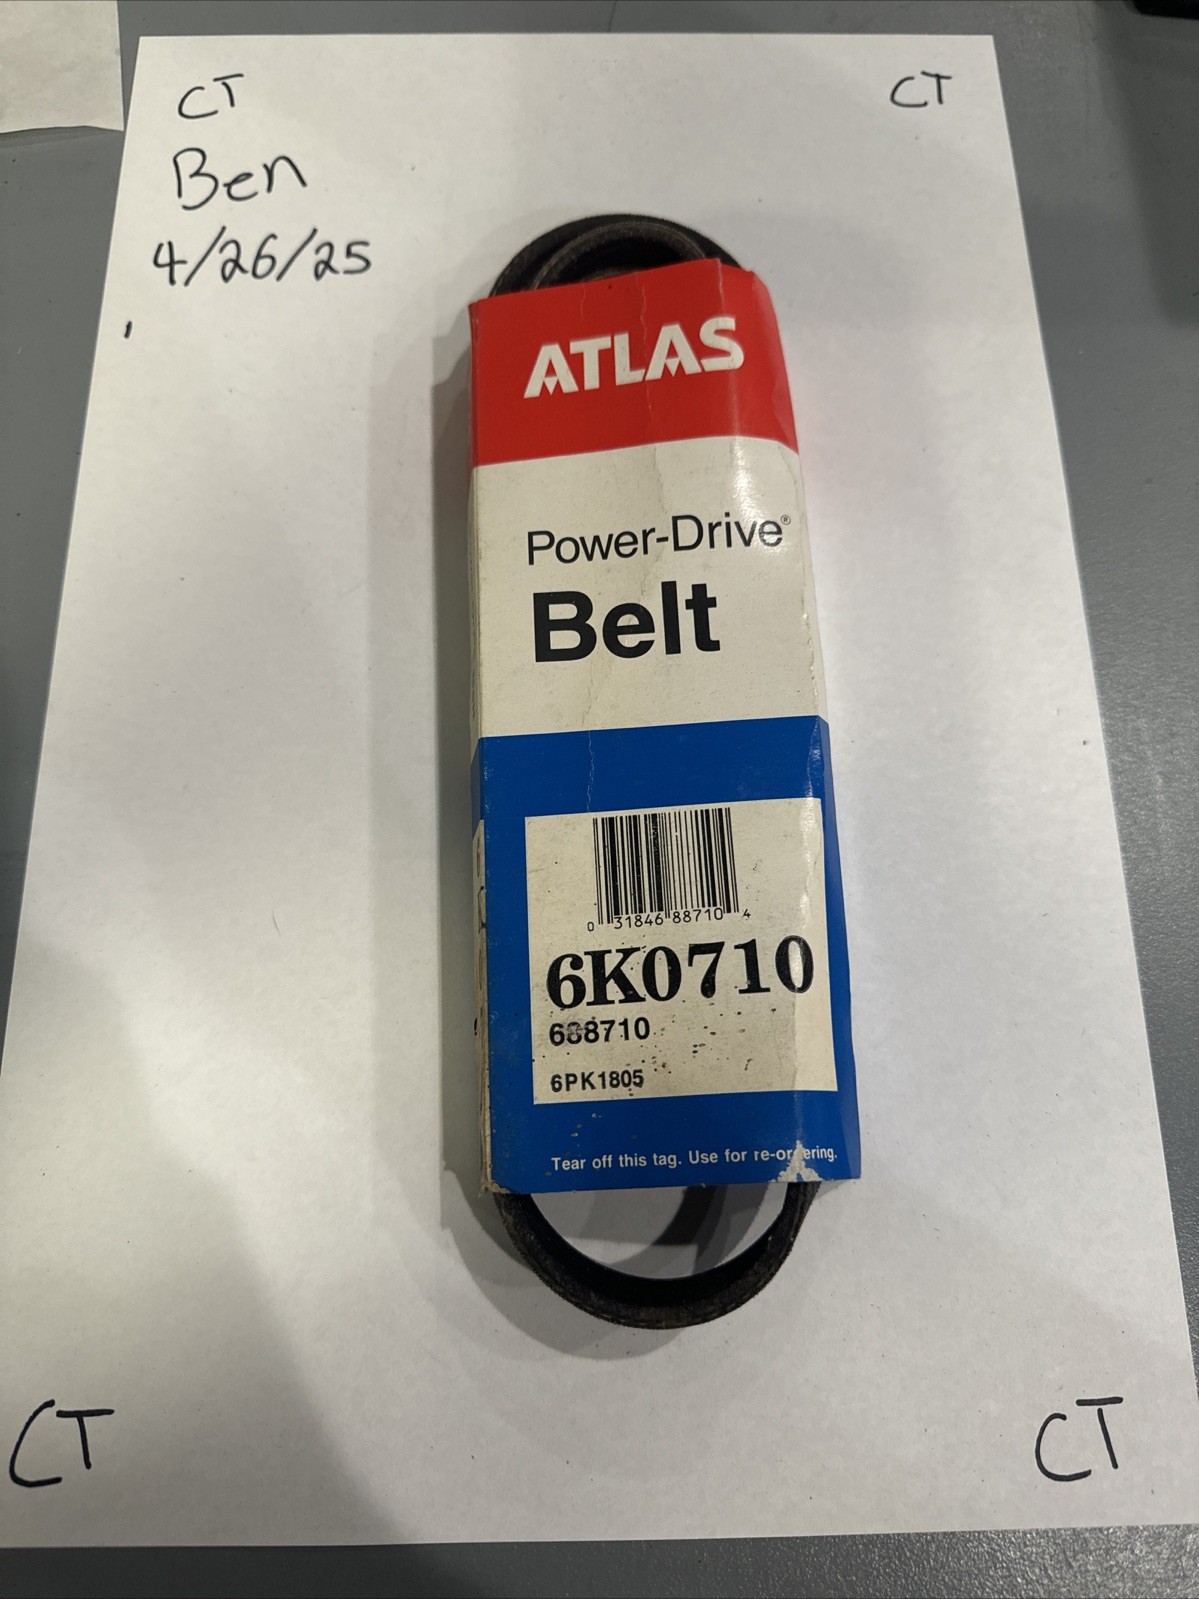 CT
CT
Ben
4/26/25
ATLAS
Power-Drive®
Belt
0 31846 88710 4
6K0710
688710
6PK1805
Tear off this tag. Use for re-ordering.
CT
CT